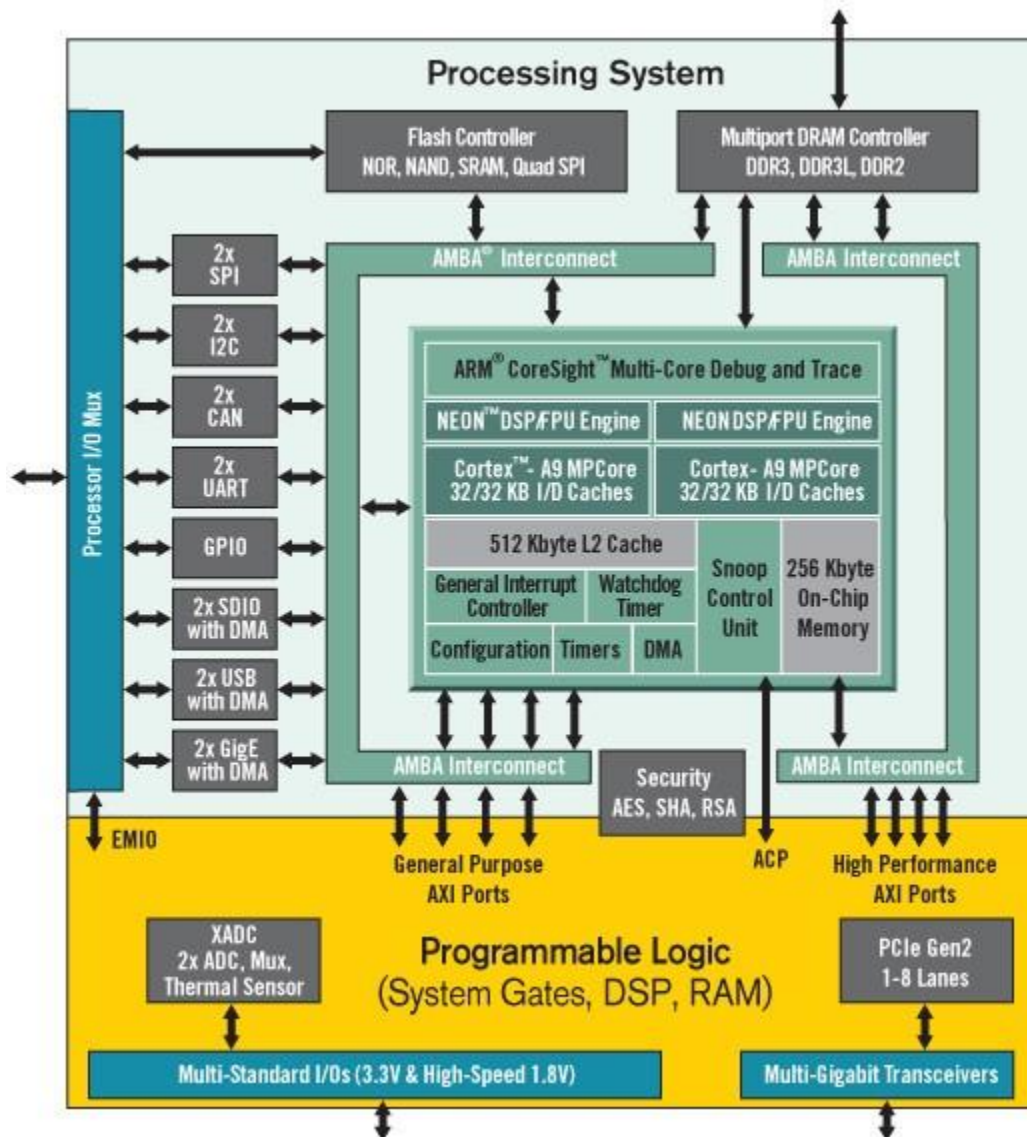 Processing System
Flash Controller
NOR, NAND, SRAM, Quad SPI
Multiport DRAM Controller
DDR3, DDR3L, DDR2
Processor I/O Mux
2x
SPI
2x
I2C
2x
CAN
2x
UART
GPIO
2x SDIO
with DMA
2x USB
with DMA
2x GigE
with DMA
AMBA® Interconnect
AMBA Interconnect
ARM® CoreSight™ Multi-Core Debug and Trace
NEON™ DSP/FPU Engine
NEON DSP/FPU Engine
Cortex™- A9 MPCore
32/32 KB I/D Caches
Cortex- A9 MPCore
32/32 KB I/D Caches
512 Kbyte L2 Cache
General Interrupt
Controller
Watchdog
Timer
Configuration
Timers
DMA
Snoop
Control
Unit
256 Kbyte
On-Chip
Memory
AMBA Interconnect
Security
AES, SHA, RSA
AMBA Interconnect
EMIO
General Purpose
AXI Ports
ACP
High Performance
AXI Ports
XADC
2x ADC, Mux,
Thermal Sensor
Programmable Logic
(System Gates, DSP, RAM)
PCIe Gen2
1-8 Lanes
Multi-Standard I/Os (3.3V & High-Speed 1.8V)
Multi-Gigabit Transceivers